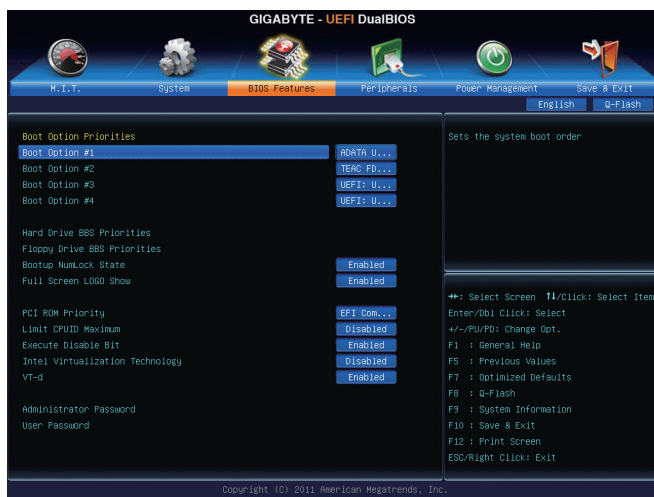 GIGABYTE - UEFI DualBIOS
M.I.T. System BIOS Features Peripherals Power Management Save & Exit
English Q-Flash
Boot Option Priorities
Boot Option #1 ADATA U...
Boot Option #2 TEAC FD...
Boot Option #3 UEFI: U...
Boot Option #4 UEFI: U...
Hard Drive BBS Priorities
Floppy Drive BBS Priorities
Bootup NumLock State Enabled
Full Screen LOGO Show Enabled
PCI ROM Priority EFI Com...
Limit CPUID Maximum Disabled
Execute Disable Bit Enabled
Intel Virtualization Technology Disabled
VT-d Enabled
Administrator Password
User Password
Sets the system boot order
→←: Select Screen ↑↓/Click: Select Item
Enter/Dbl Click: Select
+/-/PU/PD: Change Opt.
F1 : General Help
F5 : Previous Values
F7 : Optimized Defaults
F8 : Q-Flash
F9 : System Information
F10 : Save & Exit
F12 : Print Screen
ESC/Right Click: Exit
Copyright (C) 2011 American Megatrends, Inc.